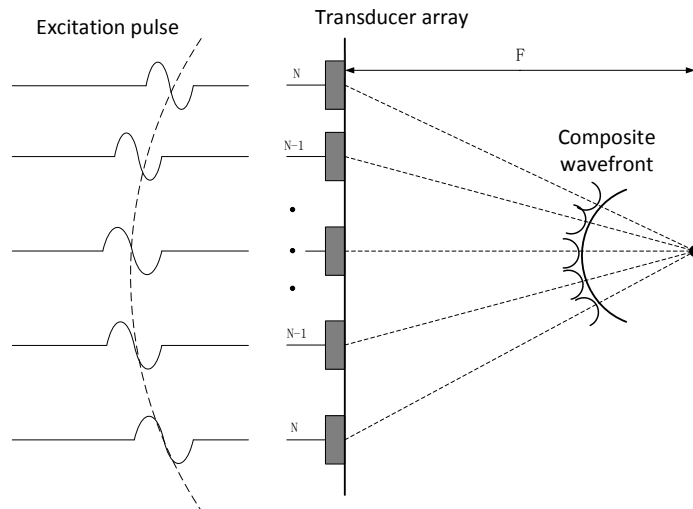 Excitation pulse
Transducer array
N
F
N-1
Composite
wavefront
N-1
N